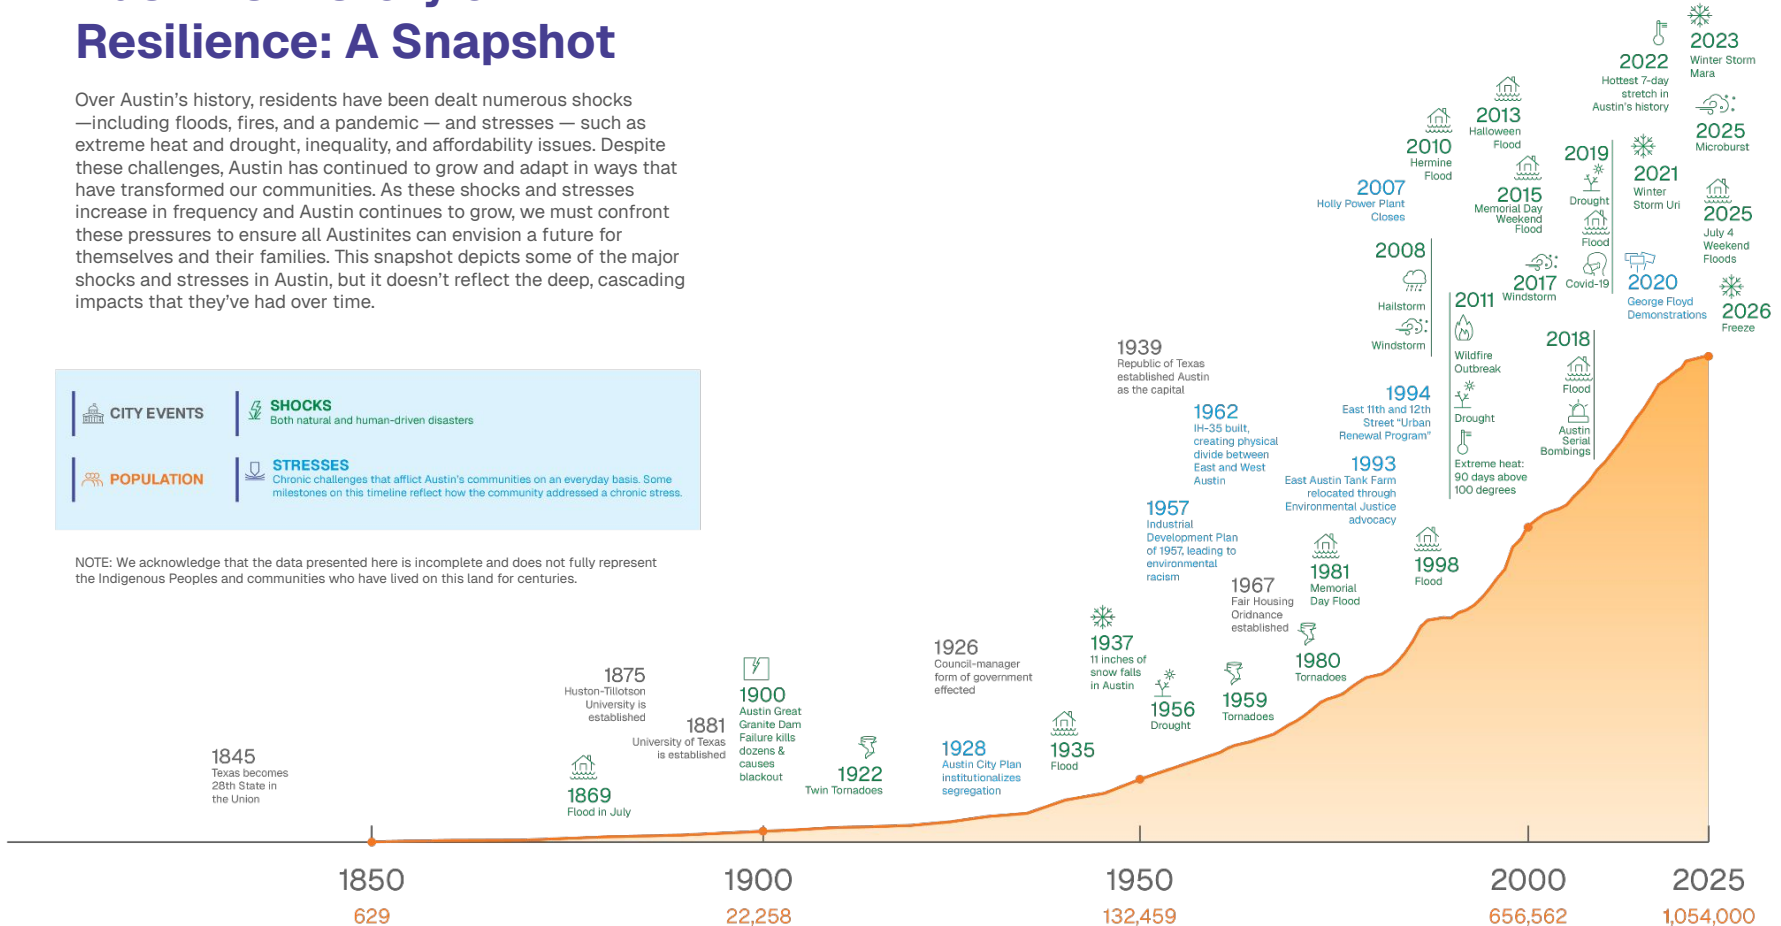 Resilience: A Snapshot
Over Austin's history, residents have been dealt numerous shocks
—including floods, fires, and a pandemic — and stresses — such as
extreme heat and drought, inequality, and affordability issues. Despite
these challenges, Austin has continued to grow and adapt in ways that
have transformed our communities. As these shocks and stresses
increase in frequency and Austin continues to grow, we must confront
these pressures to ensure all Austinites can envision a future for
themselves and their families. This snapshot depicts some of the major
shocks and stresses in Austin, but it doesn't reflect the deep, cascading
impacts that they've had over time.
CITY EVENTS
SHOCKS
Both natural and human-driven disasters
POPULATION
STRESSES
Chronic challenges that afflict Austin's communities on an everyday basis. Some
milestones on this timeline reflect how the community addressed a chronic stress.
NOTE: We acknowledge that the data presented here is incomplete and does not fully represent
the Indigenous Peoples and communities who have lived on this land for centuries.
1845
Texas becomes
28th State in
the Union
1869
Flood in July
1875
Huston-Tillotson
University is
established
1881
University of Texas
is established
1900
Austin Great
Granite Dam
Failure kills
dozens &
causes
blackout
1922
Twin Tornadoes
1926
Council-manager
form of government
effected
1928
Austin City Plan
institutionalizes
segregation
1935
Flood
1937
11 inches of
snow falls
in Austin
1939
Republic of Texas
established Austin
as the capital
1956
Drought
1957
Industrial
Development Plan
of 1957, leading to
environmental
racism
1959
Tornadoes
1962
IH-35 built,
creating physical
divide between
East and West
Austin
1967
Fair Housing
Oridnance
established
1980
Tornadoes
1981
Memorial
Day Flood
1993
East Austin Tank Farm
relocated through
Environmental Justice
advocacy
1994
East 11th and 12th
Street "Urban
Renewal Program"
1998
Flood
2007
Holly Power Plant
Closes
2008
Hailstorm
Windstorm
2010
Hermine
Flood
2011
Wildfire
Outbreak
Drought
Extreme heat:
90 days above
100 degrees
2013
Halloween
Flood
2015
Memorial Day
Weekend
Flood
2017
Windstorm
2018
Flood
Austin
Serial
Bombings
2019
Drought
Flood
Covid-19
2020
George Floyd
Demonstrations
2021
Winter
Storm Uri
2022
Hottest 7-day
stretch in
Austin's history
2023
Winter Storm
Mara
2025
Microburst
2025
July 4
Weekend
Floods
2026
Freeze
1850
1900
1950
2000
2025
629
22,258
132,459
656,562
1,054,000